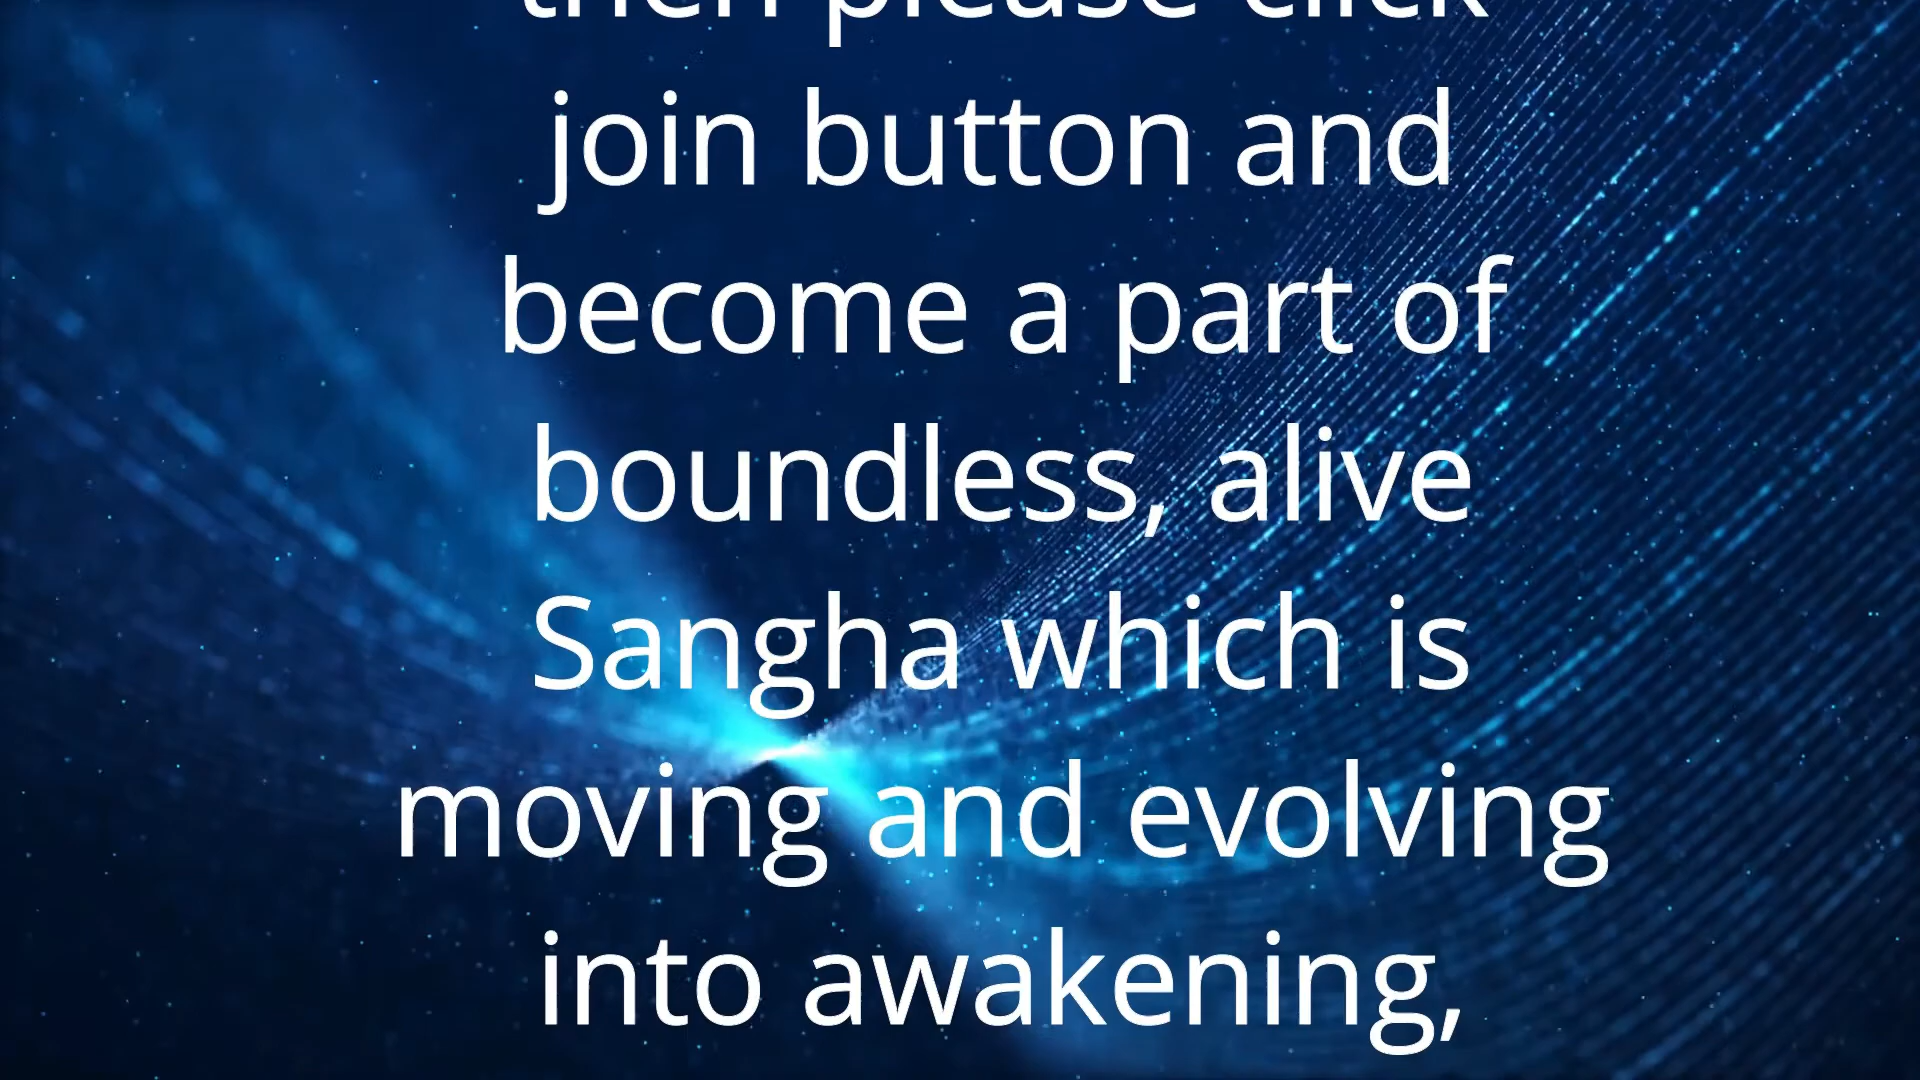 then please click
join button and
become a part of
boundless, alive
Sangha which is
moving and evolving
into awakening,